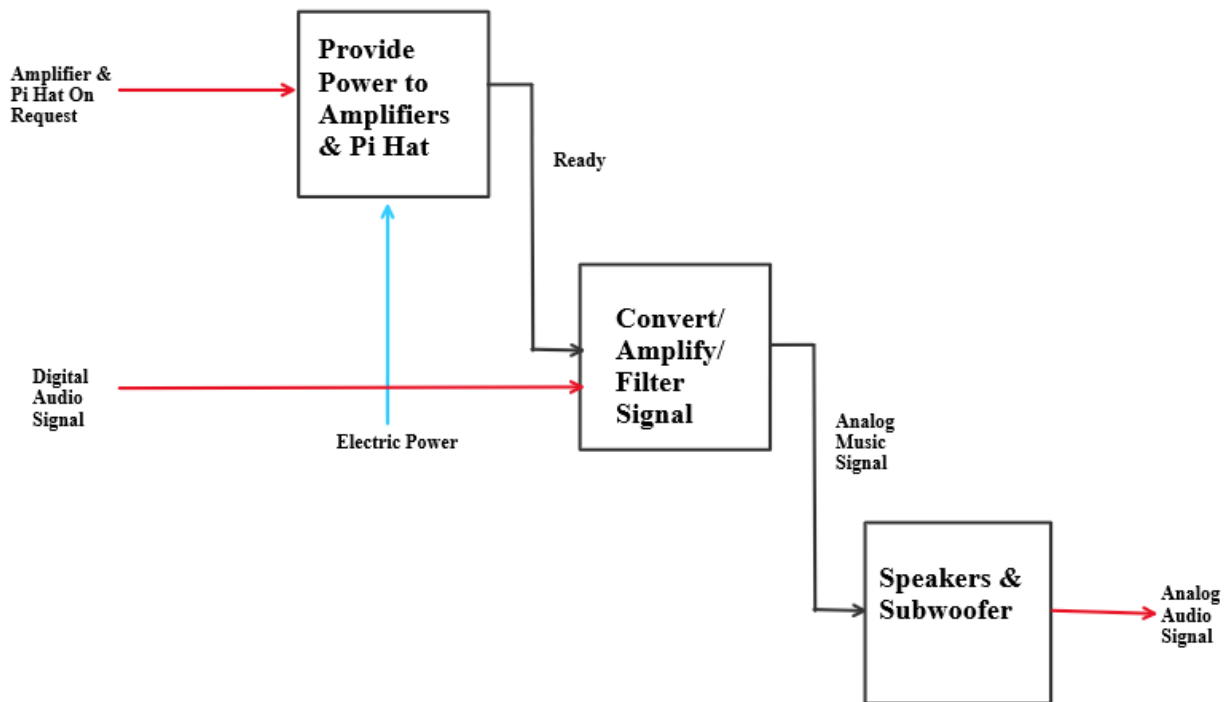 Provide
Power to
Amplifiers
& Pi Hat
Amplifier &
Pi Hat On
Request
Ready
Convert/
Amplify/
Filter
Signal
Digital
Audio
Signal
Electric Power
Analog
Music
Signal
Speakers &
Subwoofer
Analog
Audio
Signal